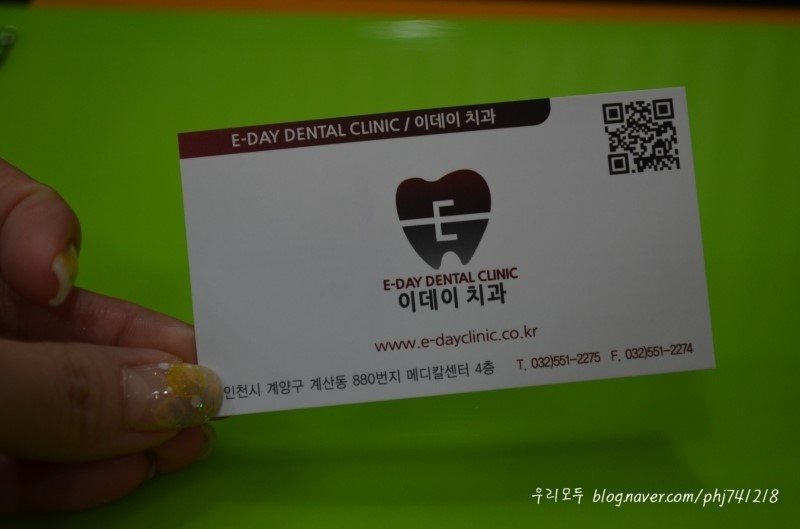 E-DAY DENTAL CLINIC / 이데이 치과
E
E-DAY DENTAL CLINIC
이데이 치과
www.e-dayclinic.co.kr
인천시 계양구 계산동 880번지 메디칼센터 4층 T. 032)551-2275 F. 032)551-2274
우리모두 blog.naver.com/phj741218